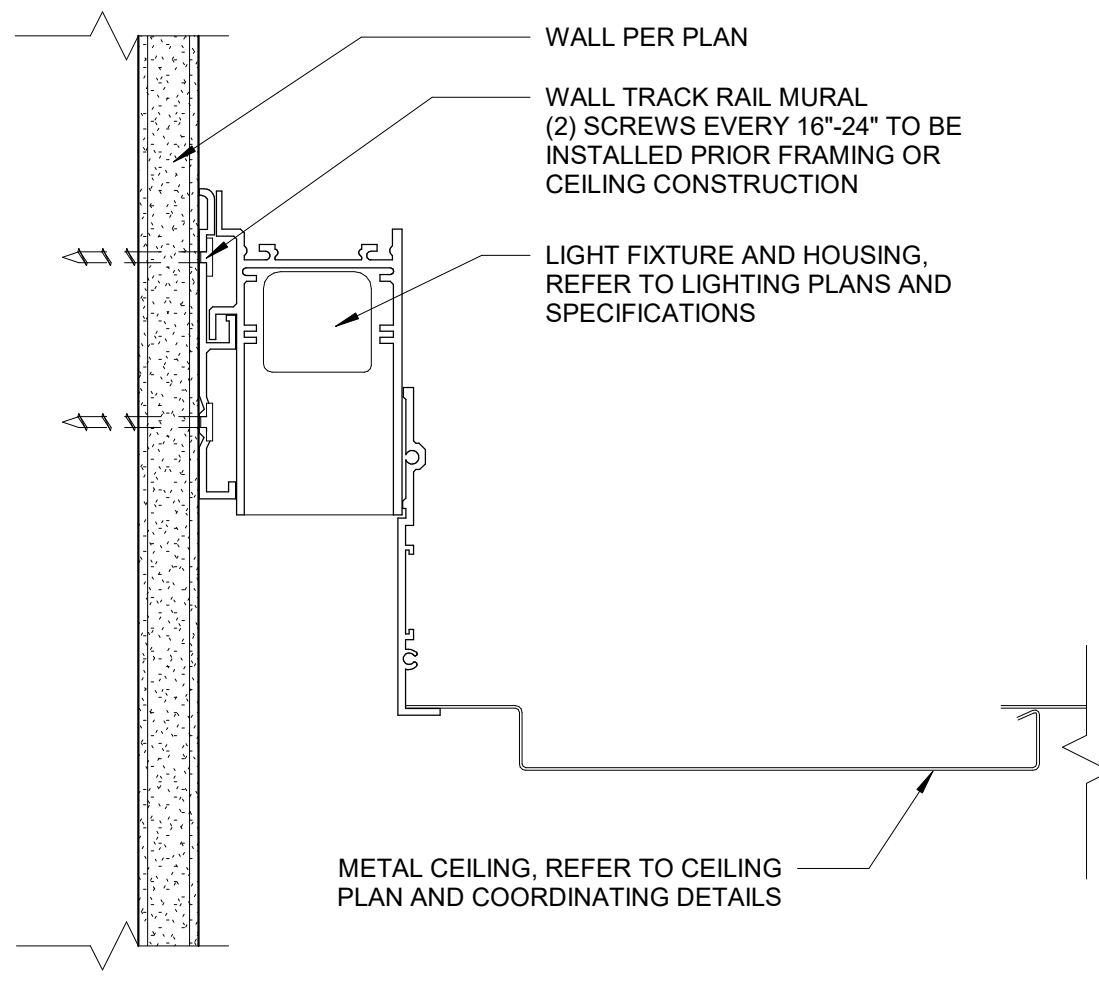 WALL PER PLAN
WALL TRACK RAIL MURAL
(2) SCREWS EVERY 16"-24" TO BE
INSTALLED PRIOR FRAMING OR
CEILING CONSTRUCTION
LIGHT FIXTURE AND HOUSING,
REFER TO LIGHTING PLANS AND
SPECIFICATIONS
METAL CEILING, REFER TO CEILING
PLAN AND COORDINATING DETAILS